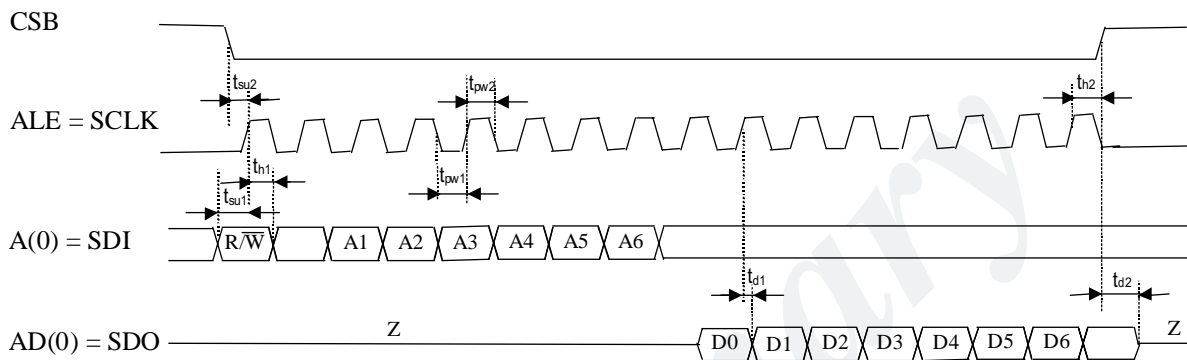 CSB
tsu2
tpw2
th2
ALE = SCLK
th1
tpw1
tsu1
A(0) = SDI
R/W A1 A2 A3 A4 A5 A6
td1
td2
Z
AD(0) = SDO
D0 D1 D2 D3 D4 D5 D6
Z